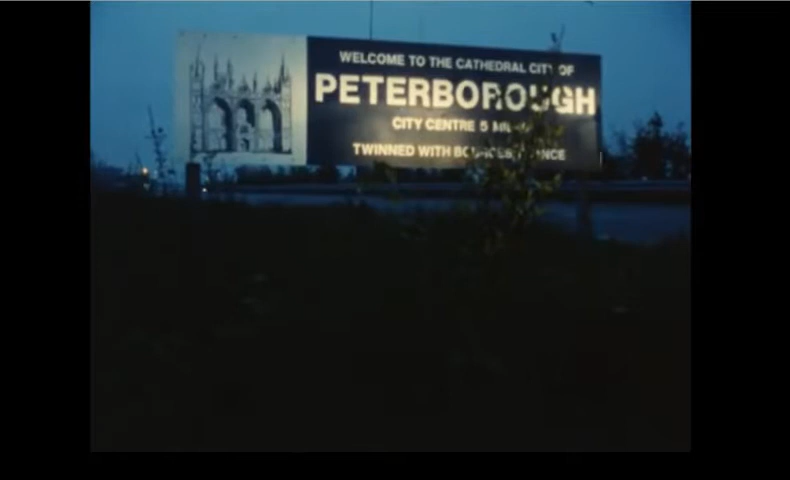 WELCOME TO THE CATHEDRAL CITY OF
PETERBOROUGH
CITY CENTRE 5
TWINNED WITH